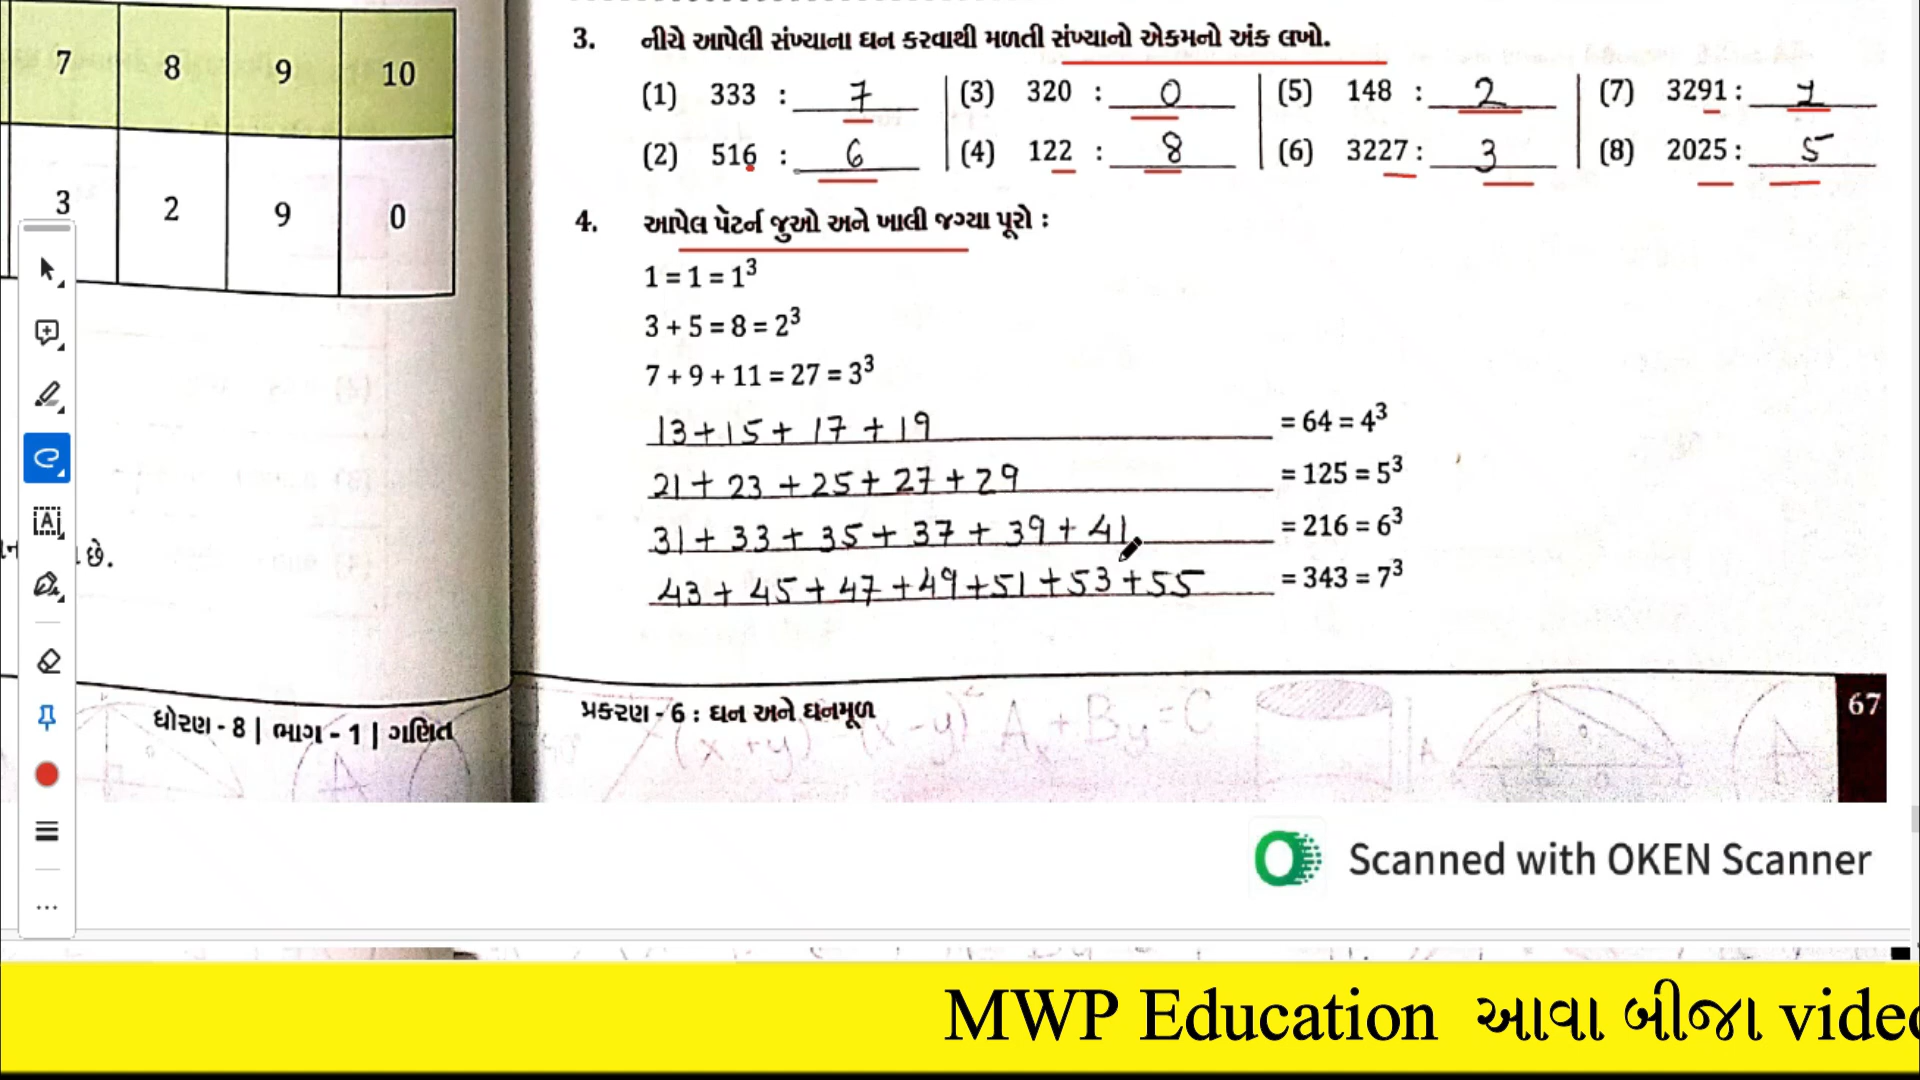 7 8 9 10
3 2 9 0
છે.
ધોરણ - 8 | ભાગ - 1 | ગણિત
3. નીચે આપેલી સંખ્યાના ઘન કરવાથી મળતી સંખ્યાનો એકમનો અંક લખો.
(1) 333 : 7 (3) 320 : 0 (5) 148 : 2 (7) 3291 : 1
(2) 516 : 6 (4) 122 : 8 (6) 3227 : 3 (8) 2025 : 5
4. આપેલ પેટર્ન જુઓ અને ખાલી જગ્યા પૂરો :
1 = 1 = 1³
3 + 5 = 8 = 2³
7 + 9 + 11 = 27 = 3³
13 + 15 + 17 + 19 = 64 = 4³
21 + 23 + 25 + 27 + 29 = 125 = 5³
31 + 33 + 35 + 37 + 39 + 41 = 216 = 6³
43 + 45 + 47 + 49 + 51 + 53 + 55 = 343 = 7³
પ્રકરણ - 6 : ઘન અને ઘનમૂળ
67
(x + y) (x - y)² Ax + By = C
Scanned with OKEN Scanner
MWP Education આવા બીજા video